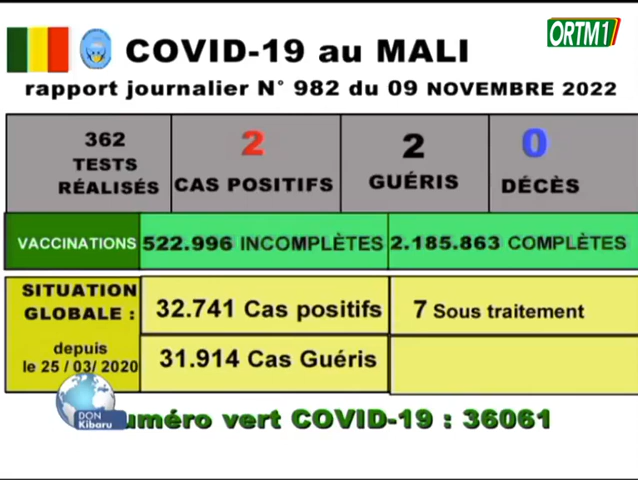 ORTM1
COVID-19 au MALI
rapport journalier N° 982 du 09 NOVEMBRE 2022
362
TESTS
RÉALISÉS
2
CAS POSITIFS
2
GUÉRIS
0
DÉCÈS
VACCINATIONS
522.996 INCOMPLÈTES
2.185.863 COMPLÈTES
SITUATION
GLOBALE :
depuis
le 25 / 03/ 2020
32.741 Cas positifs
7 Sous traitement
31.914 Cas Guéris
DON
Kibaru
uméro vert COVID-19 : 36061